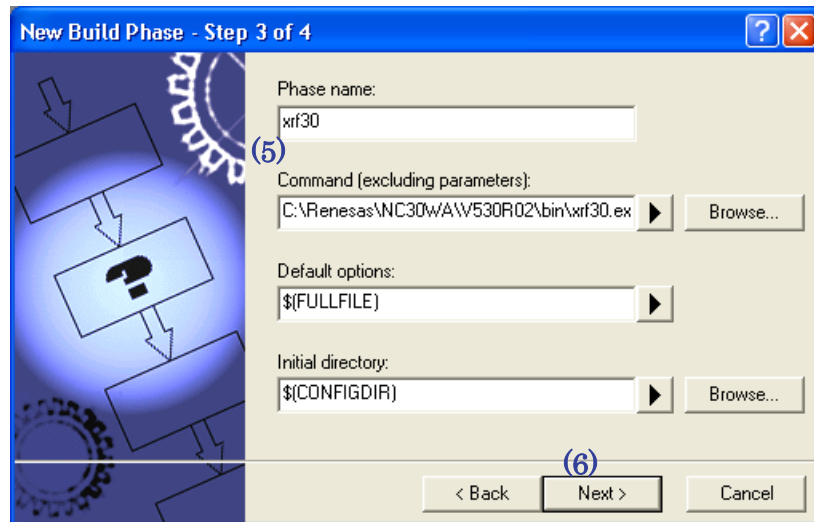 New Build Phase - Step 3 of 4
Phase name:
xrf30
(5)
Command (excluding parameters):
C:\Renesas\NC30WA\V530R02\bin\xrf30.ex
Browse...
Default options:
$(FULLFILE)
Initial directory:
$(CONFIGDIR)
Browse...
(6)
< Back
Next >
Cancel